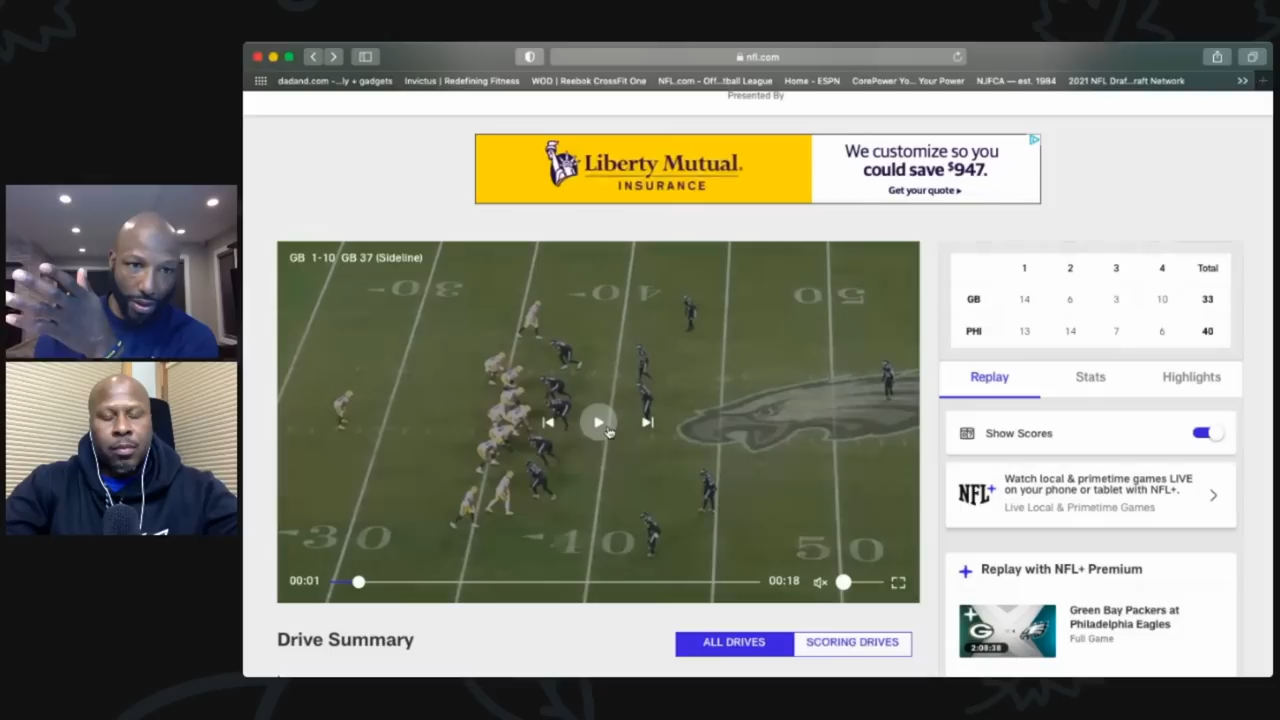 nfl.com
dadand.com -...ly + gadgets
Invictus | Redefining Fitness
WOD | Reebok CrossFit One
NFL.com - Off...tball League
Home - ESPN
CorePower Yo... Your Power
NJFCA — est. 1984
2021 NFL Draf...raft Network
Presented By
Liberty Mutual.
INSURANCE
We customize so you
could save $947.
Get your quote ▸
GB 1-10 GB 37 (Sideline)
30
40
50
30
40
50
00:01
00:18
1 2 3 4 Total
GB 14 6 3 10 33
PHI 13 14 7 6 40
Replay
Stats
Highlights
Show Scores
NFL+
Watch local & primetime games LIVE
on your phone or tablet with NFL+.
Live Local & Primetime Games
Replay with NFL+ Premium
G
2:08:38
Green Bay Packers at
Philadelphia Eagles
Full Game
Drive Summary
ALL DRIVES
SCORING DRIVES